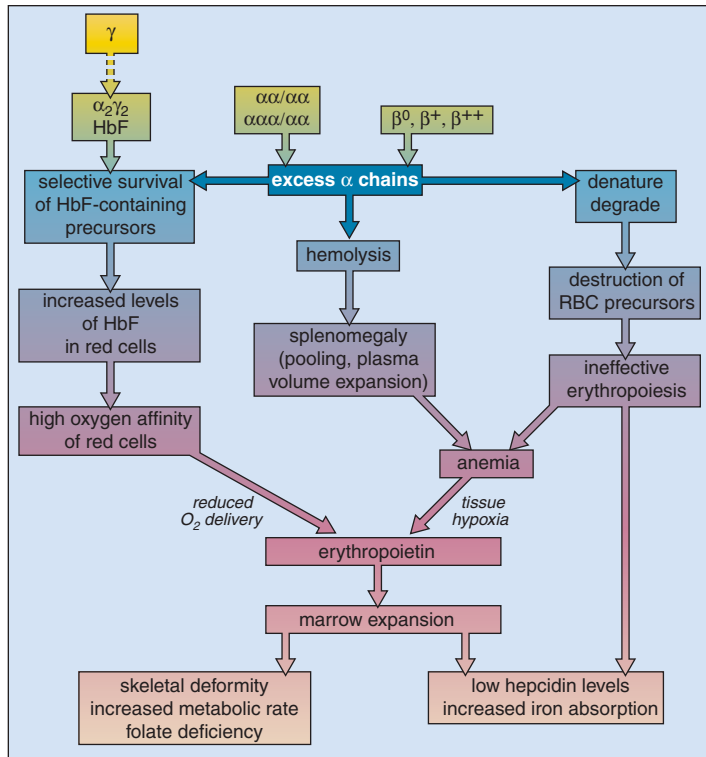 γ
α₂γ₂
HbF
αα/αα
ααα/αα
β⁰, β⁺, β⁺⁺
selective survival
of HbF-containing
precursors
excess α chains
denature
degrade
hemolysis
increased levels
of HbF
in red cells
destruction of
RBC precursors
splenomegaly
(pooling, plasma
volume expansion)
ineffective
erythropoiesis
high oxygen affinity
of red cells
anemia
reduced
O₂ delivery
tissue
hypoxia
erythropoietin
marrow expansion
skeletal deformity
increased metabolic rate
folate deficiency
low hepcidin levels
increased iron absorption